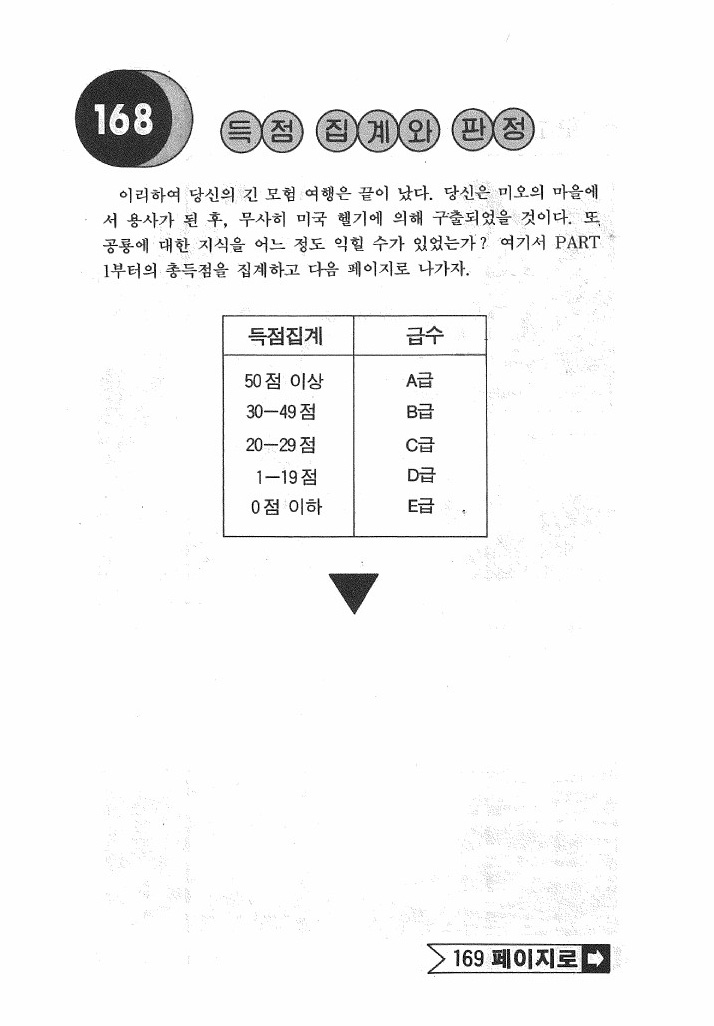 168
득점 집계와 판정
이리하여 당신의 긴 모험 여행은 끝이 났다. 당신은 미오의 마을에
서 용사가 된 후, 무사히 미국 헬기에 의해 구출되었을 것이다. 또
공룡에 대한 지식을 어느 정도 익힐 수가 있었는가? 여기서 PART
1부터의 총득점을 집계하고 다음 페이지로 나가자.
득점집계 급수
50점 이상 A급
30-49점 B급
20-29점 C급
1-19점 D급
0점 이하 E급
169 페이지로